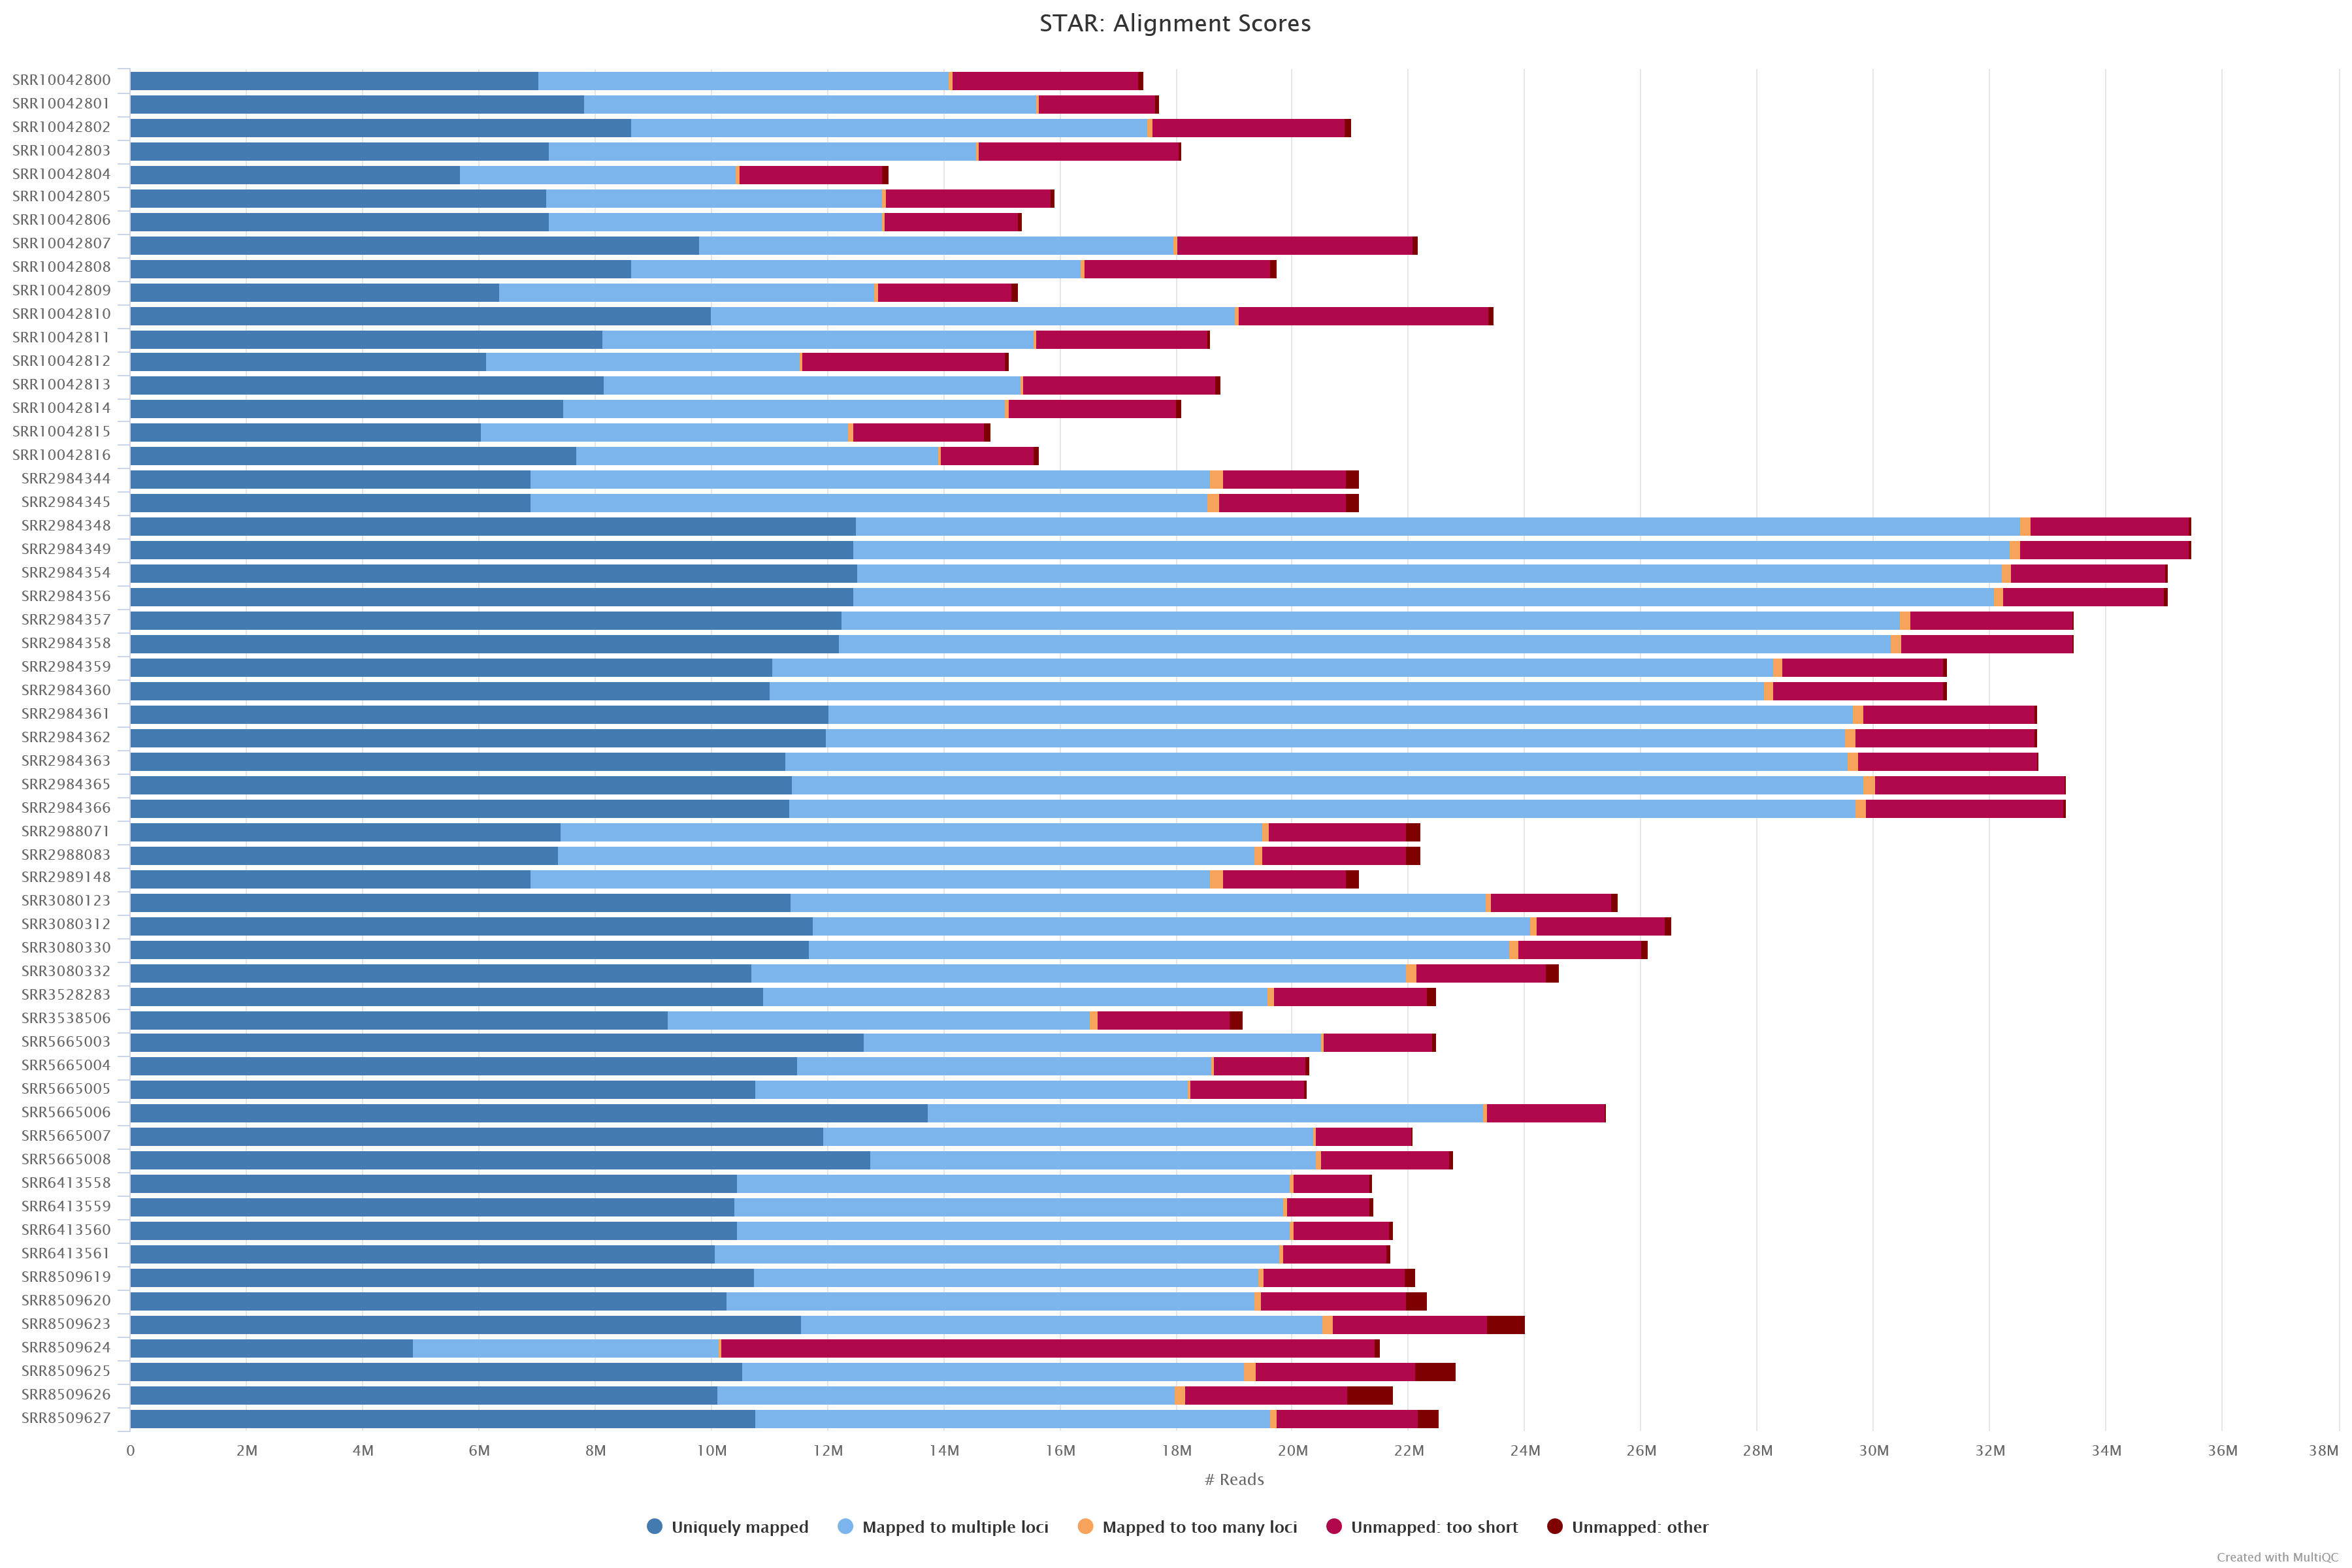 STAR: Alignment Scores
SRR10042800
SRR10042801
SRR10042802
SRR10042803
SRR10042804
SRR10042805
SRR10042806
SRR10042807
SRR10042808
SRR10042809
SRR10042810
SRR10042811
SRR10042812
SRR10042813
SRR10042814
SRR10042815
SRR10042816
SRR2984344
SRR2984345
SRR2984348
SRR2984349
SRR2984354
SRR2984356
SRR2984357
SRR2984358
SRR2984359
SRR2984360
SRR2984361
SRR2984362
SRR2984363
SRR2984365
SRR2984366
SRR2988071
SRR2988083
SRR2989148
SRR3080123
SRR3080312
SRR3080330
SRR3080332
SRR3528283
SRR3538506
SRR5665003
SRR5665004
SRR5665005
SRR5665006
SRR5665007
SRR5665008
SRR6413558
SRR6413559
SRR6413560
SRR6413561
SRR8509619
SRR8509620
SRR8509623
SRR8509624
SRR8509625
SRR8509626
SRR8509627
0 2M 4M 6M 8M 10M 12M 14M 16M 18M 20M 22M 24M 26M 28M 30M 32M 34M 36M 38M
# Reads
Uniquely mapped Mapped to multiple loci Mapped to too many loci Unmapped: too short Unmapped: other
Created with MultiQC